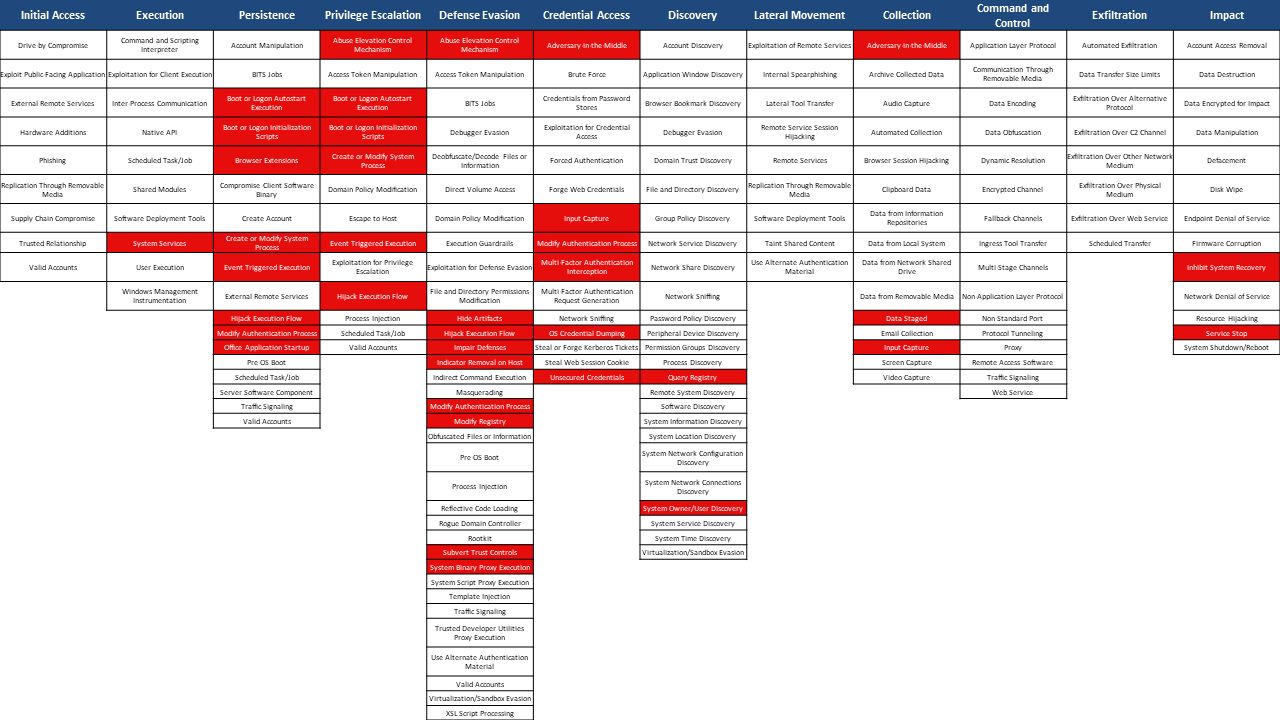 Initial Access
Execution
Persistence
Privilege Escalation
Defense Evasion
Credential Access
Discovery
Lateral Movement
Collection
Command and
Control
Exfiltration
Impact
Drive by Compromise
Exploit Public Facing Application
External Remote Services
Hardware Additions
Phishing
Replication Through Removable
Media
Supply Chain Compromise
Trusted Relationship
Valid Accounts
Command and Scripting
Interpreter
Exploitation for Client Execution
Inter Process Communication
Native API
Scheduled Task/Job
Shared Modules
Software Deployment Tools
System Services
User Execution
Windows Management
Instrumentation
Account Manipulation
BITS Jobs
Boot or Logon Autostart
Execution
Boot or Logon Initialization
Scripts
Browser Extensions
Compromise Client Software
Binary
Create Account
Create or Modify System
Process
Event Triggered Execution
External Remote Services
Hijack Execution Flow
Modify Authentication Process
Office Application Startup
Pre OS Boot
Scheduled Task/Job
Server Software Component
Traffic Signaling
Valid Accounts
Abuse Elevation Control
Mechanism
Access Token Manipulation
Boot or Logon Autostart
Execution
Boot or Logon Initialization
Scripts
Create or Modify System
Process
Domain Policy Modification
Escape to Host
Event Triggered Execution
Exploitation for Privilege
Escalation
Hijack Execution Flow
Process Injection
Scheduled Task/Job
Valid Accounts
Abuse Elevation Control
Mechanism
Access Token Manipulation
BITS Jobs
Debugger Evasion
Deobfuscate/Decode Files or
Information
Direct Volume Access
Domain Policy Modification
Execution Guardrails
Exploitation for Defense Evasion
File and Directory Permissions
Modification
Hide Artifacts
Hijack Execution Flow
Impair Defenses
Indicator Removal on Host
Indirect Command Execution
Masquerading
Modify Authentication Process
Modify Registry
Obfuscated Files or Information
Pre OS Boot
Process Injection
Reflective Code Loading
Rogue Domain Controller
Rootkit
Subvert Trust Controls
System Binary Proxy Execution
System Script Proxy Execution
Template Injection
Traffic Signaling
Trusted Developer Utilities
Proxy Execution
Use Alternate Authentication
Material
Valid Accounts
Virtualization/Sandbox Evasion
XSL Script Processing
Adversary in the Middle
Brute Force
Credentials from Password
Stores
Exploitation for Credential
Access
Forced Authentication
Forge Web Credentials
Input Capture
Modify Authentication Process
Multi Factor Authentication
Interception
Multi Factor Authentication
Request Generation
Network Sniffing
OS Credential Dumping
Steal or Forge Kerberos Tickets
Steal Web Session Cookie
Unsecured Credentials
Account Discovery
Application Window Discovery
Browser Bookmark Discovery
Debugger Evasion
Domain Trust Discovery
File and Directory Discovery
Group Policy Discovery
Network Service Discovery
Network Share Discovery
Network Sniffing
Password Policy Discovery
Peripheral Device Discovery
Permission Groups Discovery
Process Discovery
Query Registry
Remote System Discovery
Software Discovery
System Information Discovery
System Location Discovery
System Network Configuration
Discovery
System Network Connections
Discovery
System Owner/User Discovery
System Service Discovery
System Time Discovery
Virtualization/Sandbox Evasion
Exploitation of Remote Services
Internal Spearphishing
Lateral Tool Transfer
Remote Service Session
Hijacking
Remote Services
Replication Through Removable
Media
Software Deployment Tools
Taint Shared Content
Use Alternate Authentication
Material
Adversary in the Middle
Archive Collected Data
Audio Capture
Automated Collection
Browser Session Hijacking
Clipboard Data
Data from Information
Repositories
Data from Local System
Data from Network Shared
Drive
Data from Removable Media
Data Staged
Email Collection
Input Capture
Screen Capture
Video Capture
Application Layer Protocol
Communication Through
Removable Media
Data Encoding
Data Obfuscation
Dynamic Resolution
Encrypted Channel
Fallback Channels
Ingress Tool Transfer
Multi Stage Channels
Non Application Layer Protocol
Non Standard Port
Protocol Tunneling
Proxy
Remote Access Software
Traffic Signaling
Web Service
Automated Exfiltration
Data Transfer Size Limits
Exfiltration Over Alternative
Protocol
Exfiltration Over C2 Channel
Exfiltration Over Other Network
Medium
Exfiltration Over Physical
Medium
Exfiltration Over Web Service
Scheduled Transfer
Account Access Removal
Data Destruction
Data Encrypted for Impact
Data Manipulation
Defacement
Disk Wipe
Endpoint Denial of Service
Firmware Corruption
Inhibit System Recovery
Network Denial of Service
Resource Hijacking
Service Stop
System Shutdown/Reboot